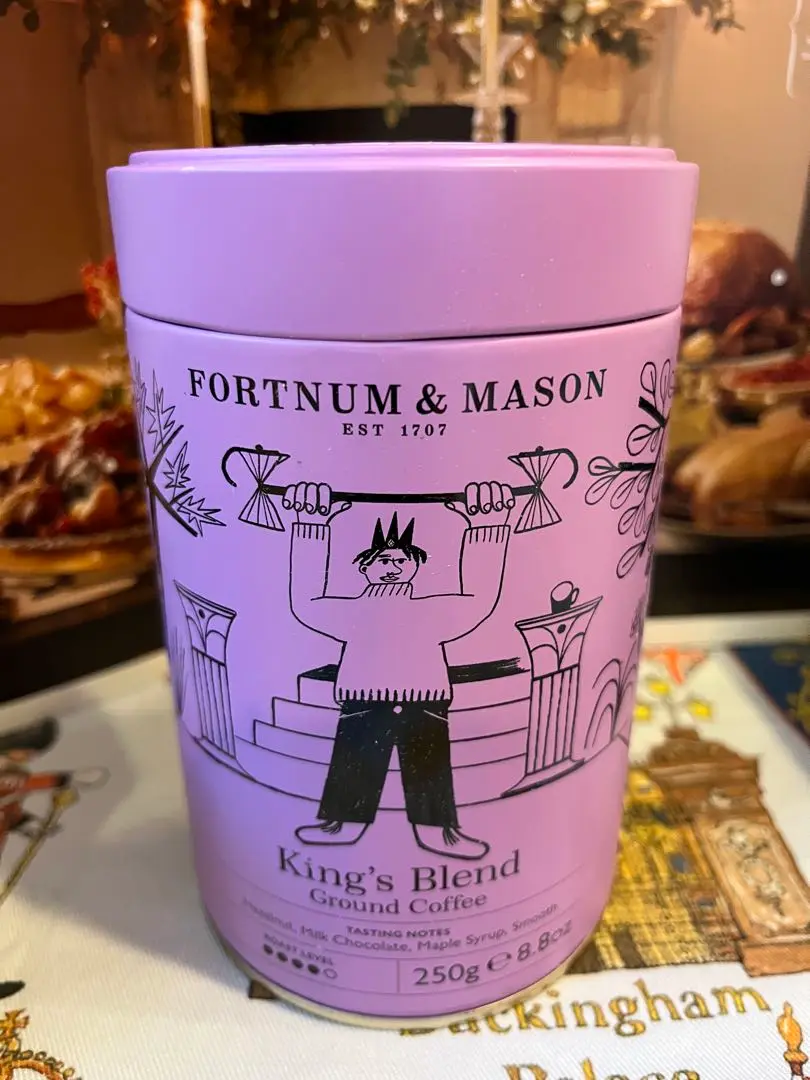 FORTNUM & MASON
EST 1707
King's Blend
Ground Coffee
TASTING NOTES
Hazelnut, Milk Chocolate, Maple Syrup, Smooth
ROAST LEVEL
250g ℮ 8.8oz
Buckingham
Palace